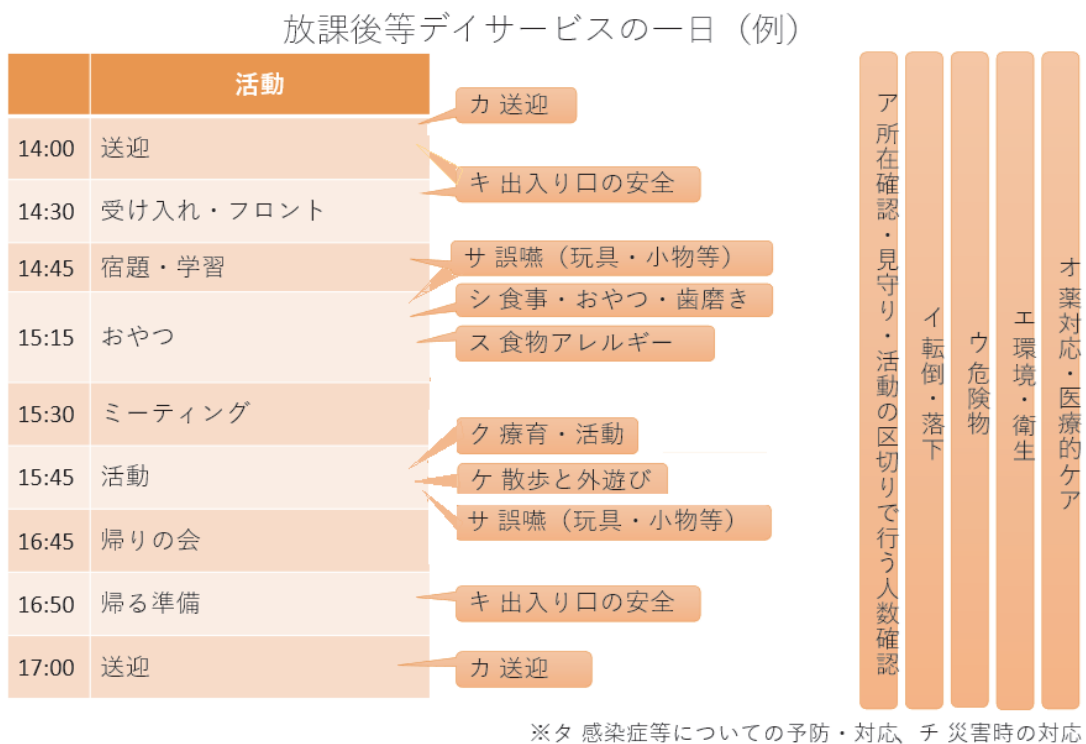 放課後等デイサービスの一日（例）
活動
14:00 送迎
14:30 受け入れ・フロント
14:45 宿題・学習
15:15 おやつ
15:30 ミーティング
15:45 活動
16:45 帰りの会
16:50 帰る準備
17:00 送迎
カ 送迎
キ 出入り口の安全
サ 誤嚥（玩具・小物等）
シ 食事・おやつ・歯磨き
ス 食物アレルギー
ク 療育・活動
ケ 散歩と外遊び
サ 誤嚥（玩具・小物等）
キ 出入り口の安全
カ 送迎
ア 所在確認・見守り・活動の区切りで行う人数確認
イ 転倒・落下
ウ 危険物
エ 環境・衛生
オ 薬対応・医療的ケア
※タ 感染症等についての予防・対応、チ 災害時の対応